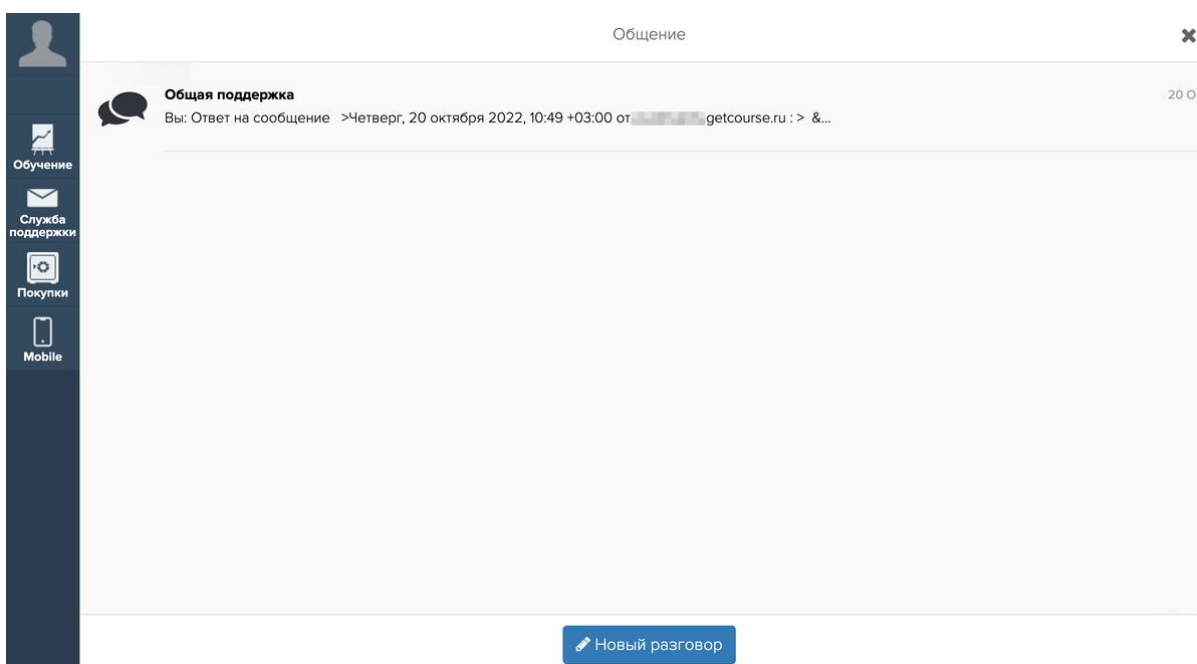 Общение
Общая поддержка
20 О
Вы: Ответ на сообщение >Четверг, 20 октября 2022, 10:49 +03:00 от getcourse.ru : > &...
Обучение
Служба
поддержки
Покупки
Mobile
Новый разговор